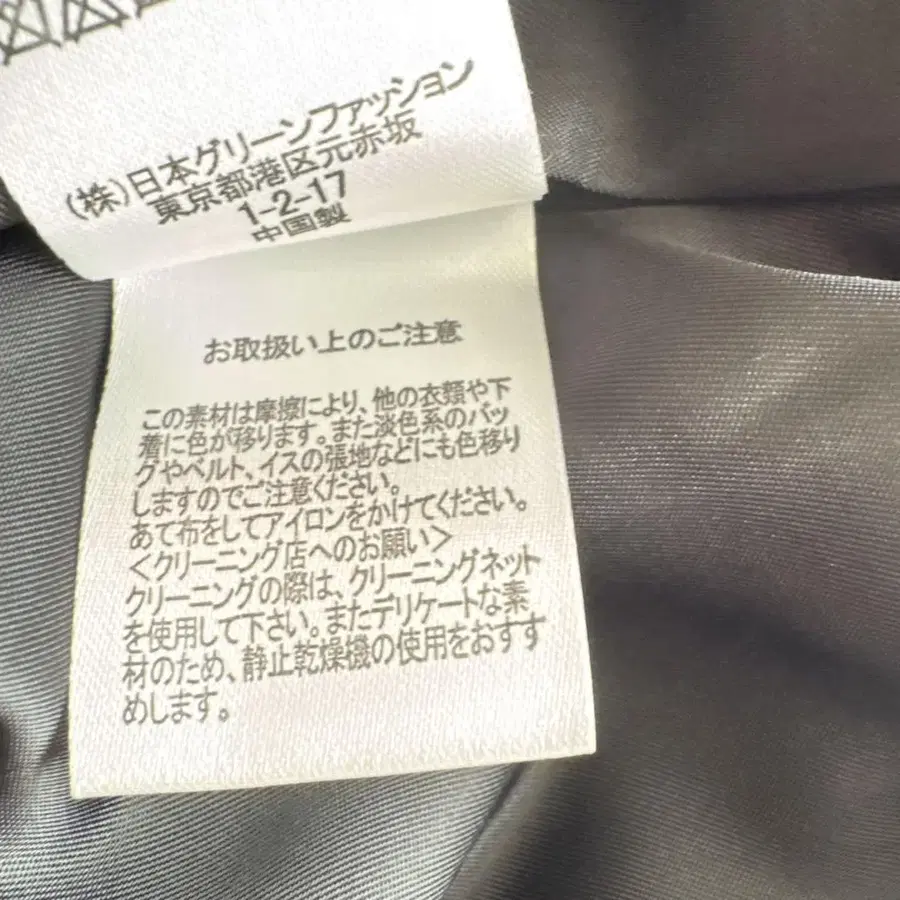 (株)日本グリーンファッション
東京都港区元赤坂
1-2-17
中国製
お取扱い上のご注意
この素材は摩擦により、他の衣類や下
着に色が移ります。また淡色系のバッ
グやベルト、イスの張地などにも色移り
しますのでご注意ください。
あて布をしてアイロンをかけてください。
<クリーニング店へのお願い>
クリーニングの際は、クリーニングネット
を使用して下さい。またデリケートな素
材のため、静止乾燥機の使用をおすす
めします。